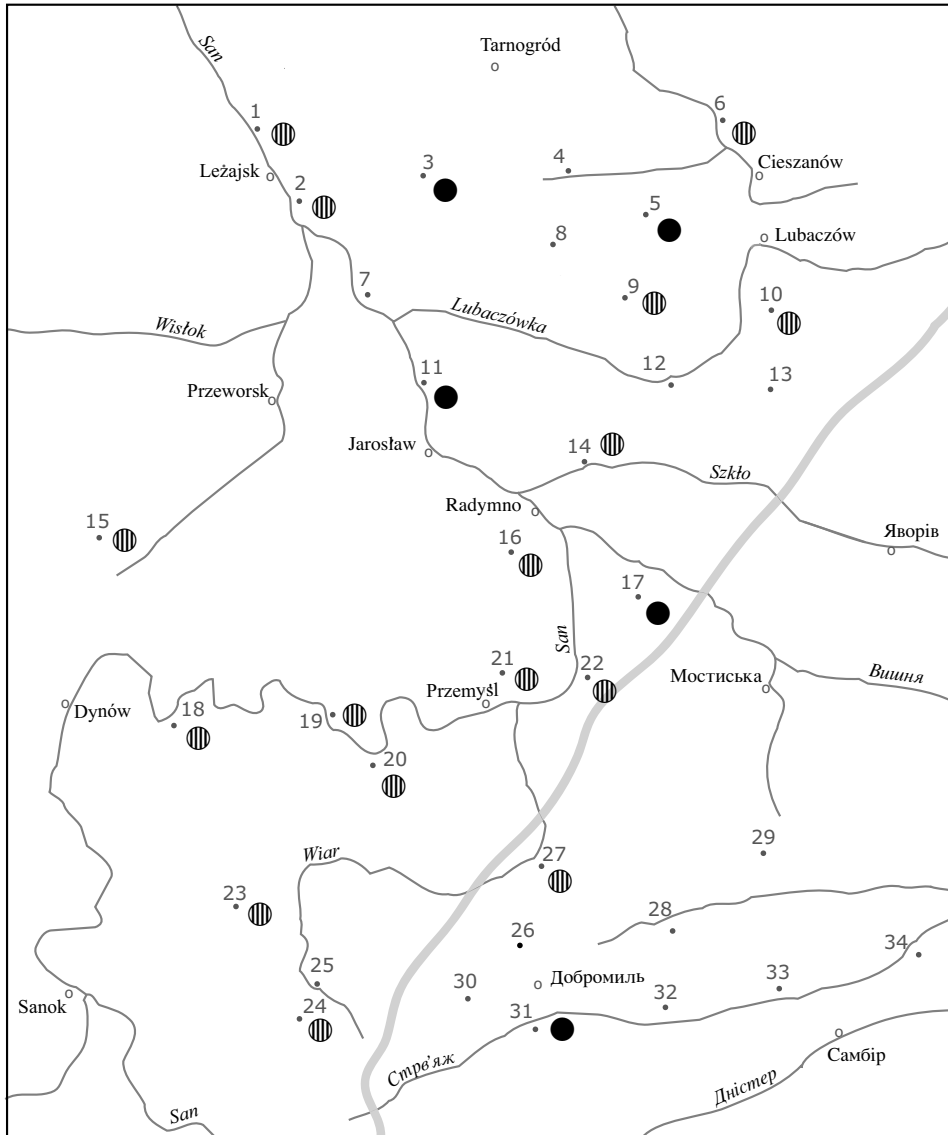 San
Tarnogród
1
6
3
4
Leżajsk
Cieszanów
2
5
8
Lubaczów
7
9
10
Wisłok
Lubaczówka
11
12
13
Przeworsk
Jarosław
14
Szkło
Radymno
15
16
Яворів
17
San
21
22
Przemyśl
Мостиська
Вишня
Dynów
18
19
20
Wiar
27
29
23
28
26
34
25
30
Добромиль
33
Sanok
24
31
32
Самбір
Стрв’яж
Дністер
San